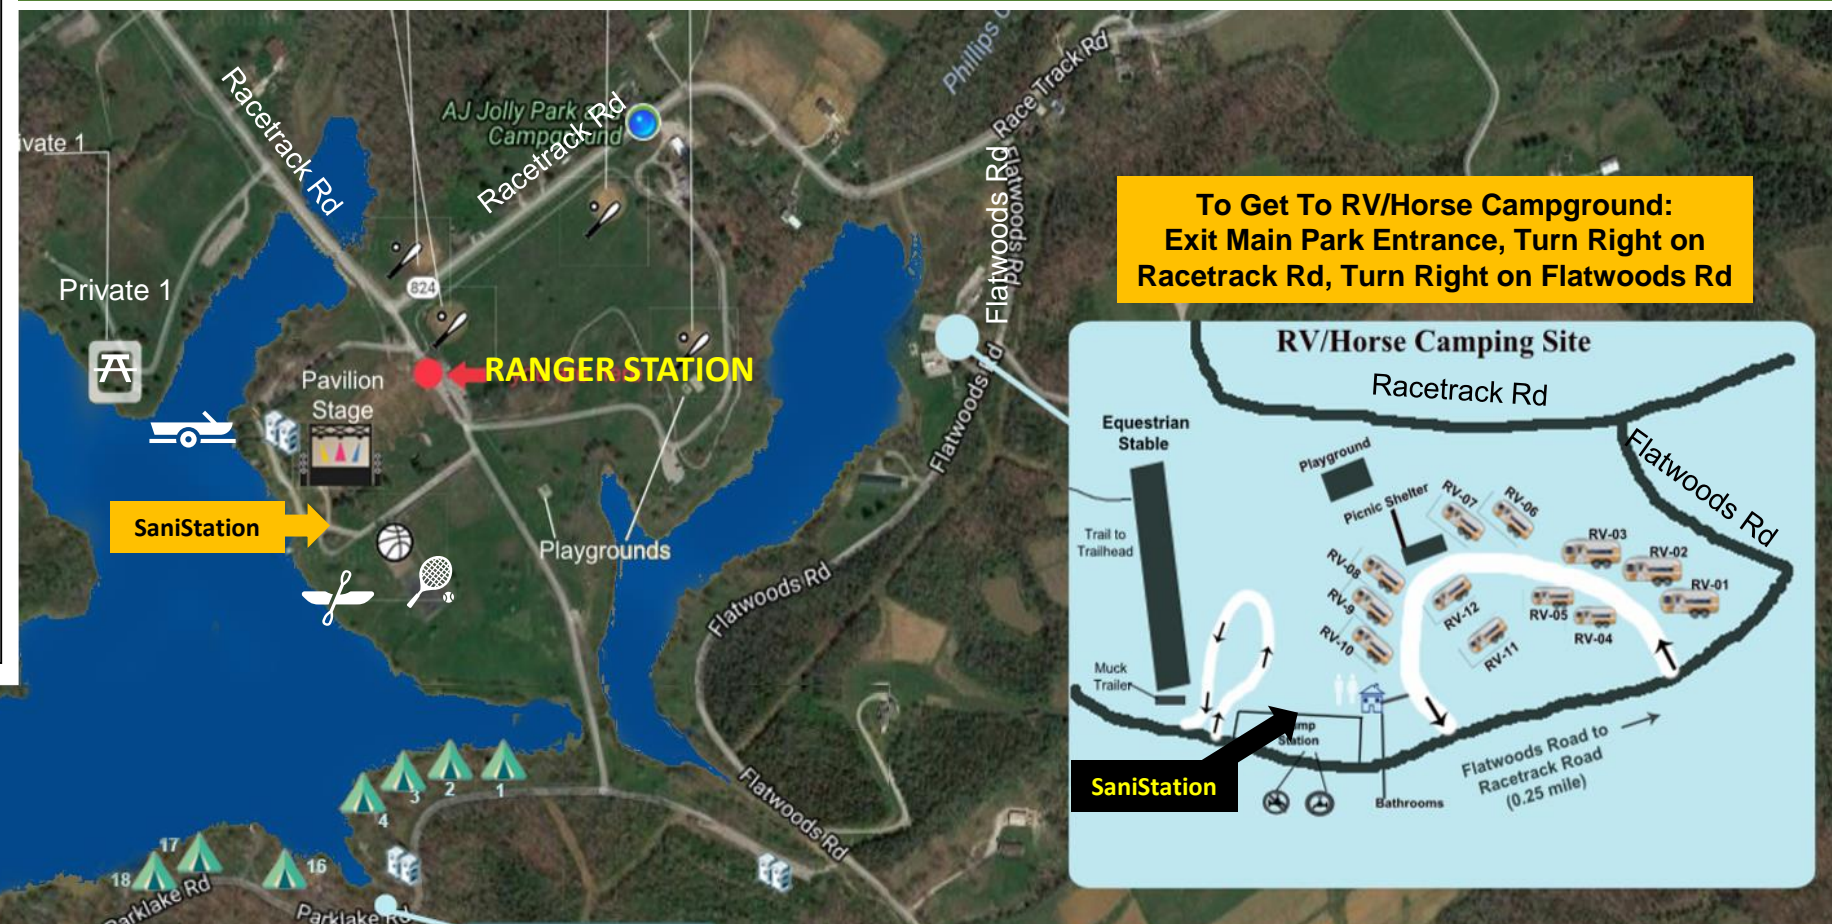 Racetrack Rd
AJ Jolly Park and
Campground
Racetrack Rd
Race Track Rd
Flatwoods Rd
Flatwoods Rd
ivate 1
Private 1
824
RANGER STATION
Pavilion
Stage
SaniStation
Playgrounds
Flatwoods Rd
Flatwoods Rd
Flatwoods Rd
1
2
3
4
17
18
16
Parklake Rd
Parklake Rd
To Get To RV/Horse Campground:
Exit Main Park Entrance, Turn Right on
Racetrack Rd, Turn Right on Flatwoods Rd
RV/Horse Camping Site
Racetrack Rd
Flatwoods Rd
Equestrian
Stable
Playground
Picnic Shelter
RV-07
RV-06
RV-03
RV-02
RV-01
RV-05
RV-04
RV-08
RV-9
RV-10
RV-12
RV-11
Trail to
Trailhead
Muck
Trailer
mp
Station
SaniStation
Bathrooms
Flatwoods Road to
Racetrack Road
(0.25 mile)